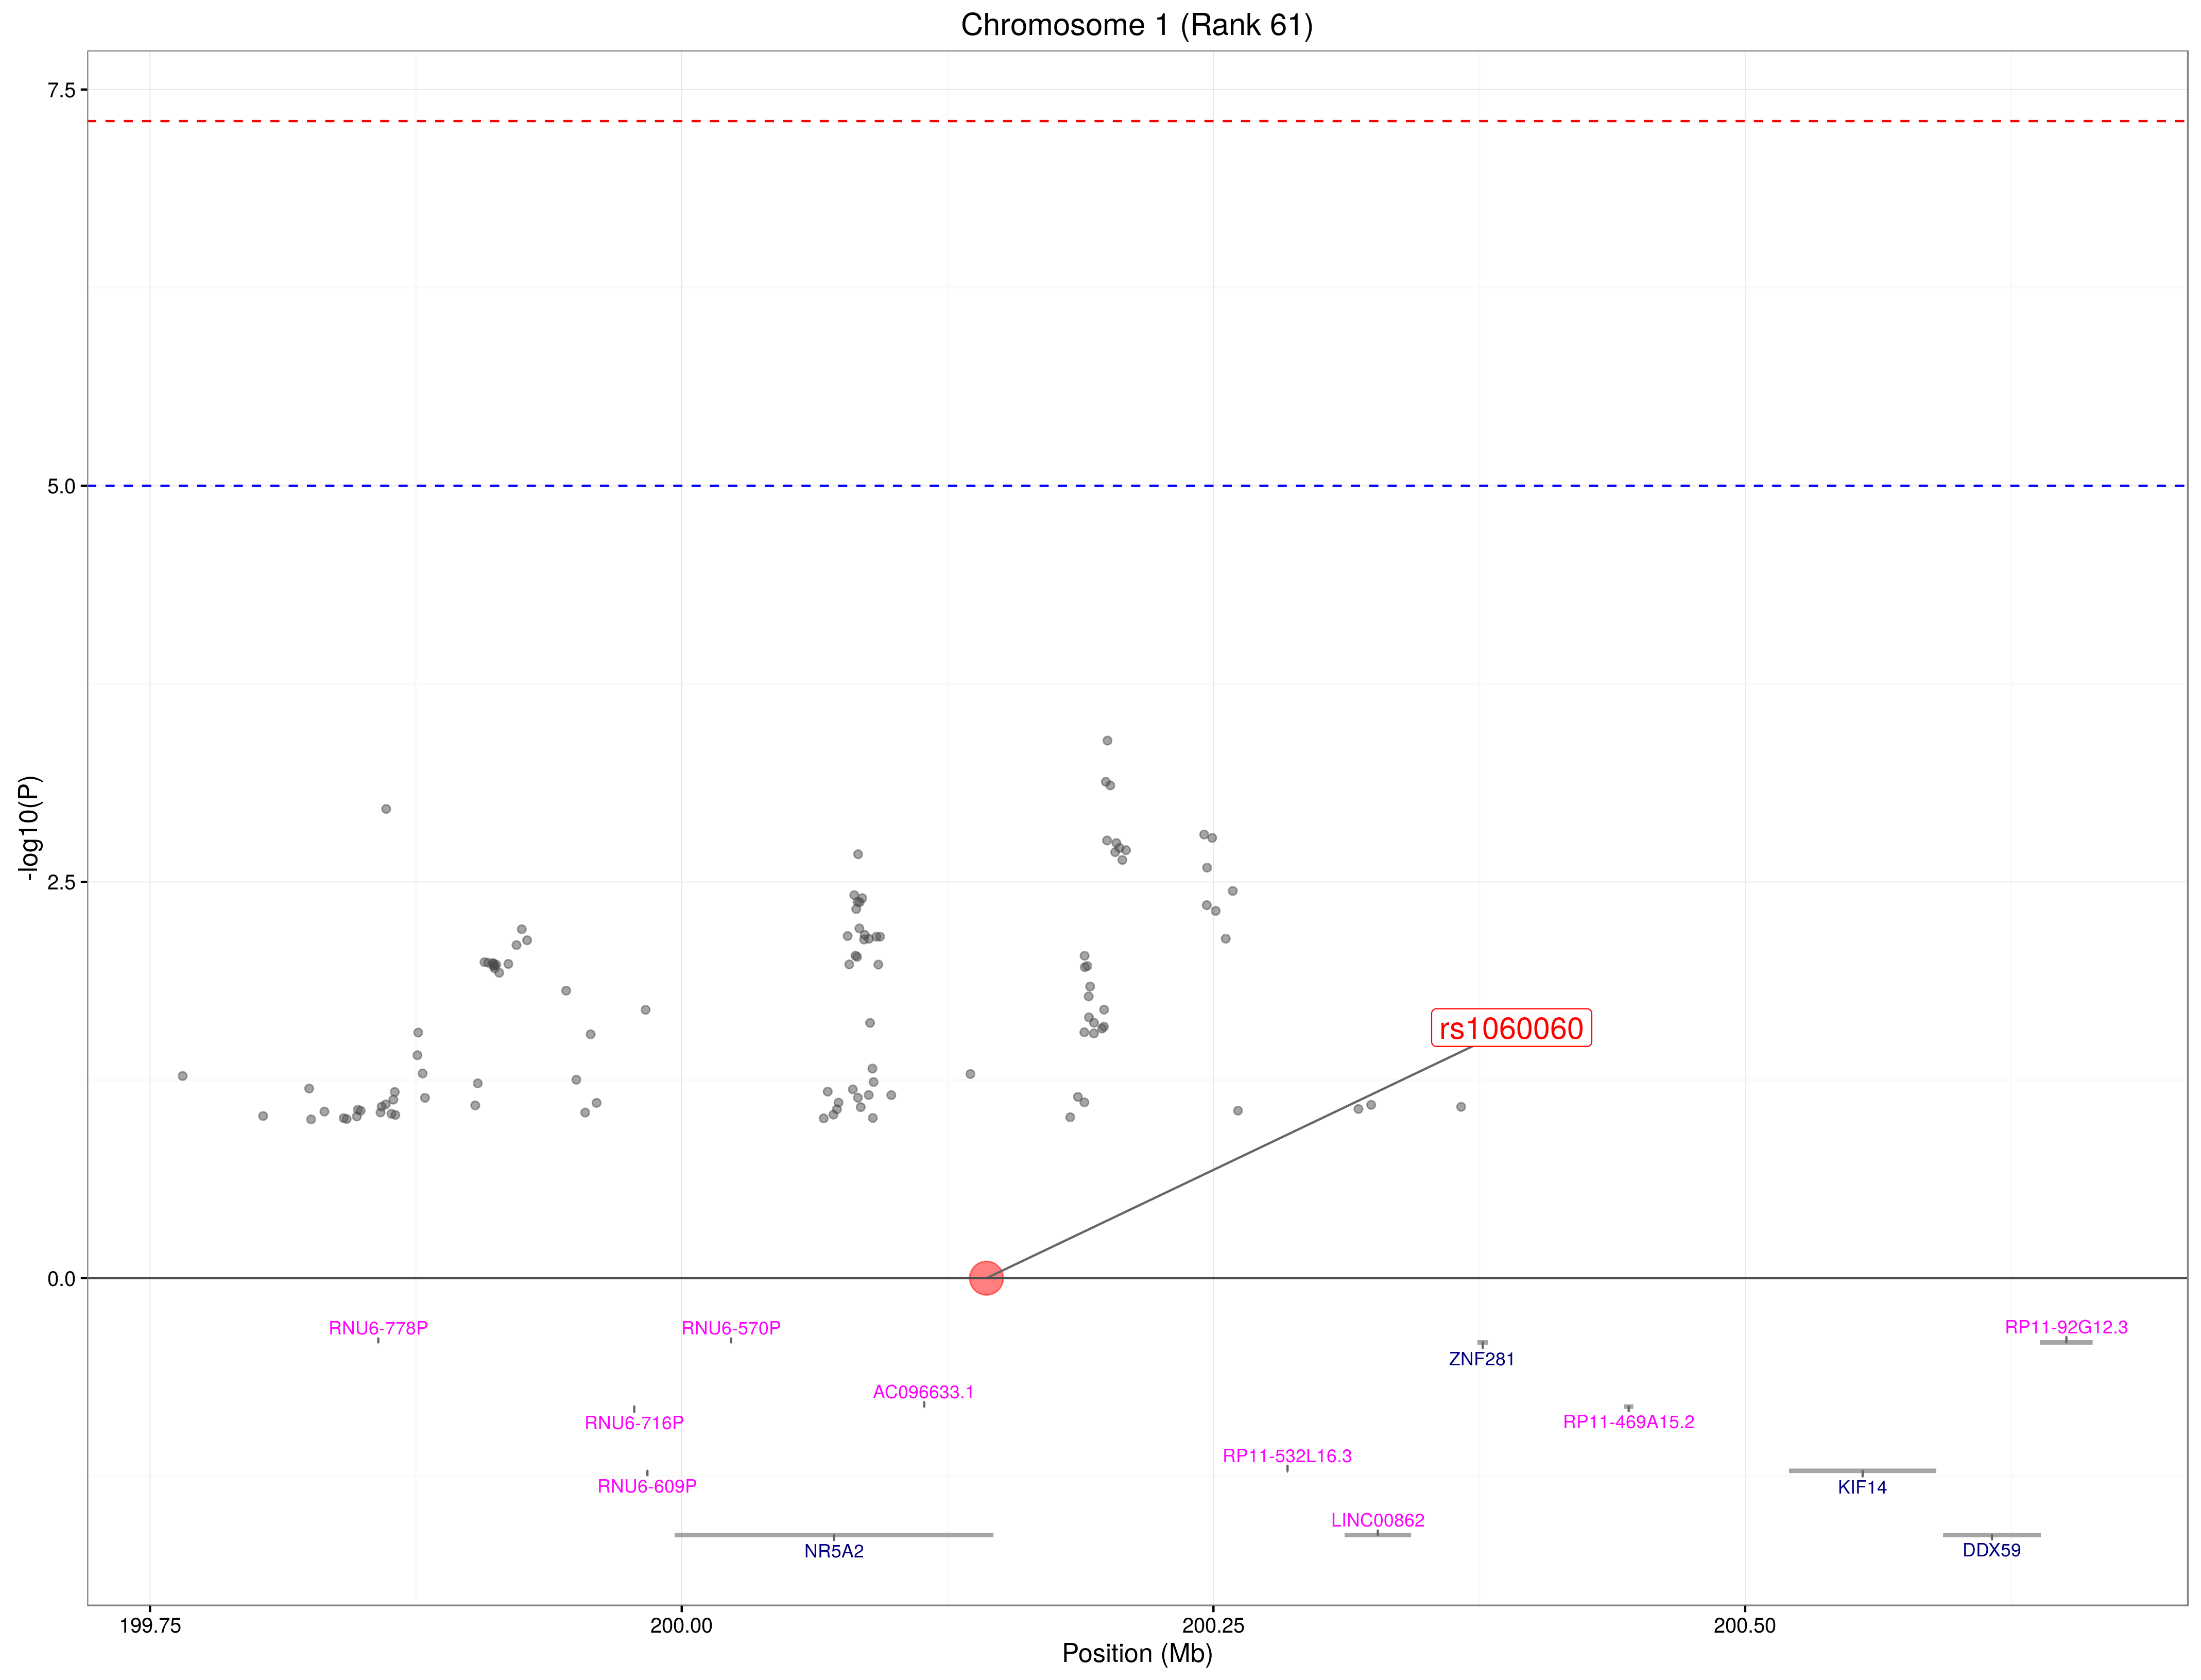 Chromosome 1 (Rank 61)
7.5
5.0
2.5
0.0
-log10(P)
rs1060060
RNU6-778P
RNU6-570P
RP11-92G12.3
ZNF281
AC096633.1
RNU6-716P
RP11-469A15.2
RP11-532L16.3
RNU6-609P
KIF14
LINC00862
NR5A2
DDX59
199.75
200.00
200.25
200.50
Position (Mb)